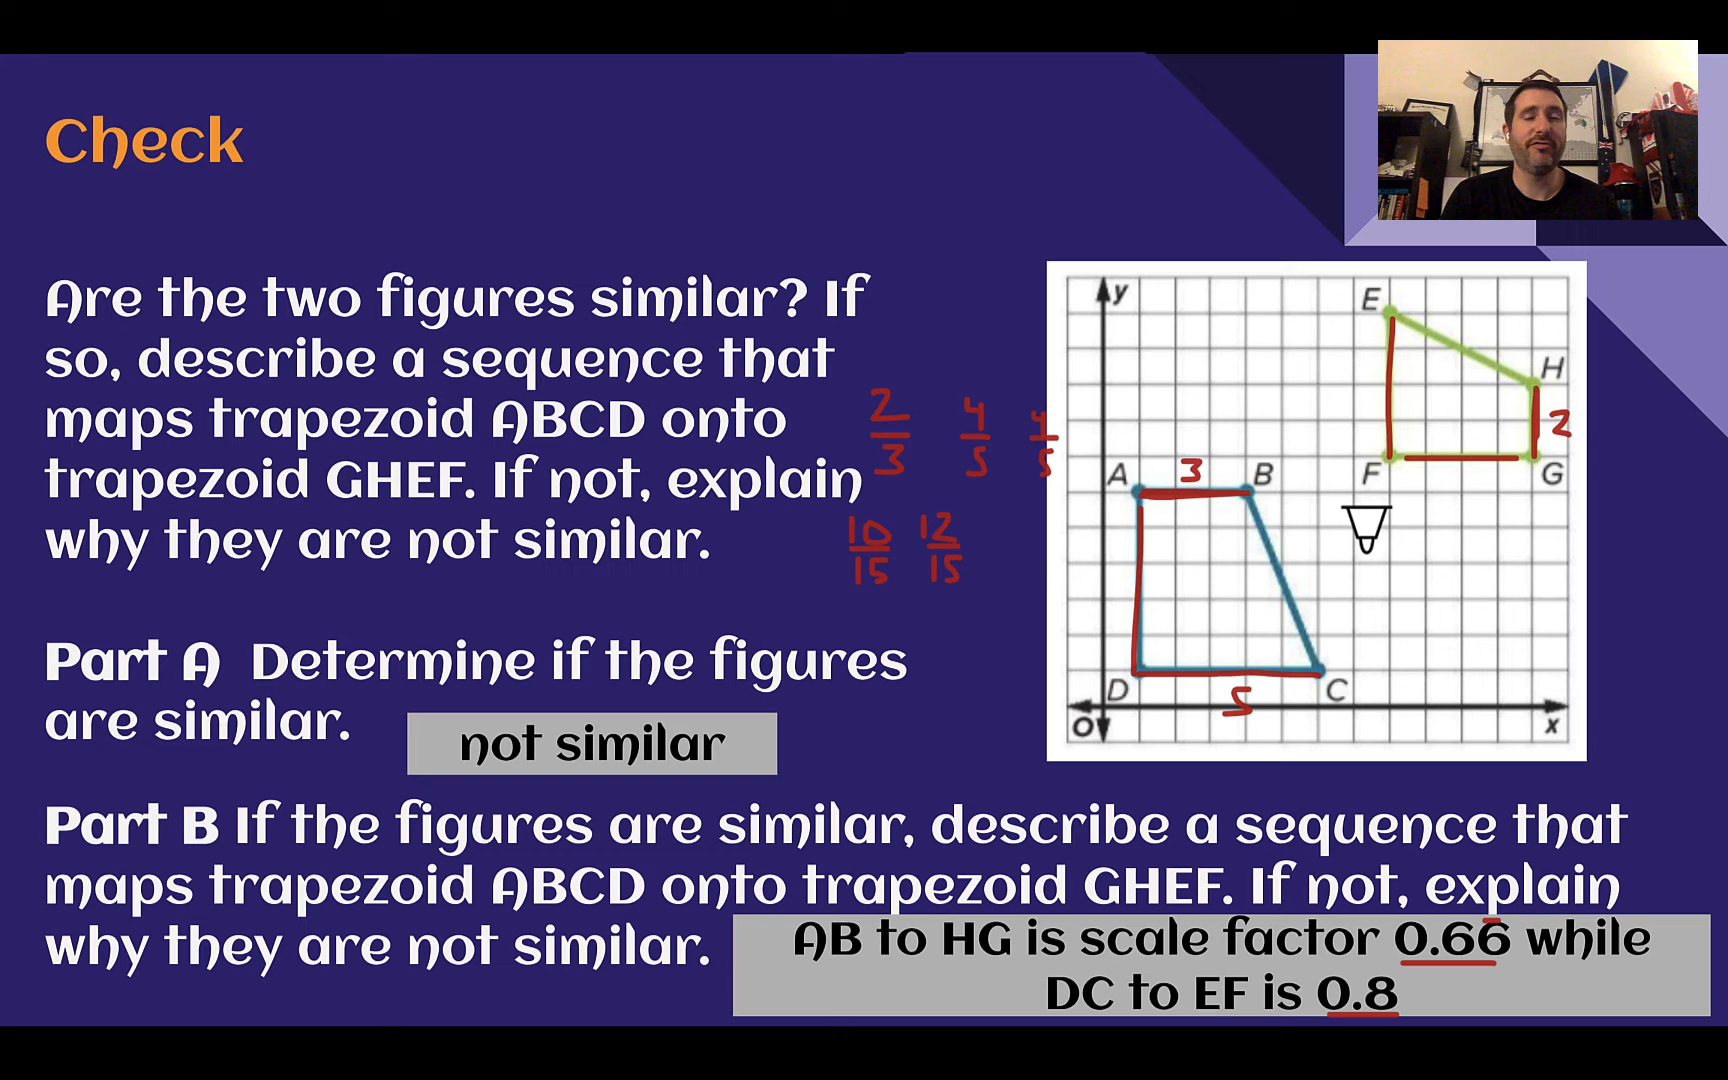 Check
Are the two figures similar? If
so, describe a sequence that
maps trapezoid ABCD onto
trapezoid GHEF. If not, explain
why they are not similar.
2/3 4/5 4/5
10/15 12/15
Part A Determine if the figures
are similar.
not similar
Part B If the figures are similar, describe a sequence that
maps trapezoid ABCD onto trapezoid GHEF. If not, explain
why they are not similar.
AB to HG is scale factor 0.66̅ while
DC to EF is 0.8
y
E
H
2
A 3 B F G
D 5 C
O x